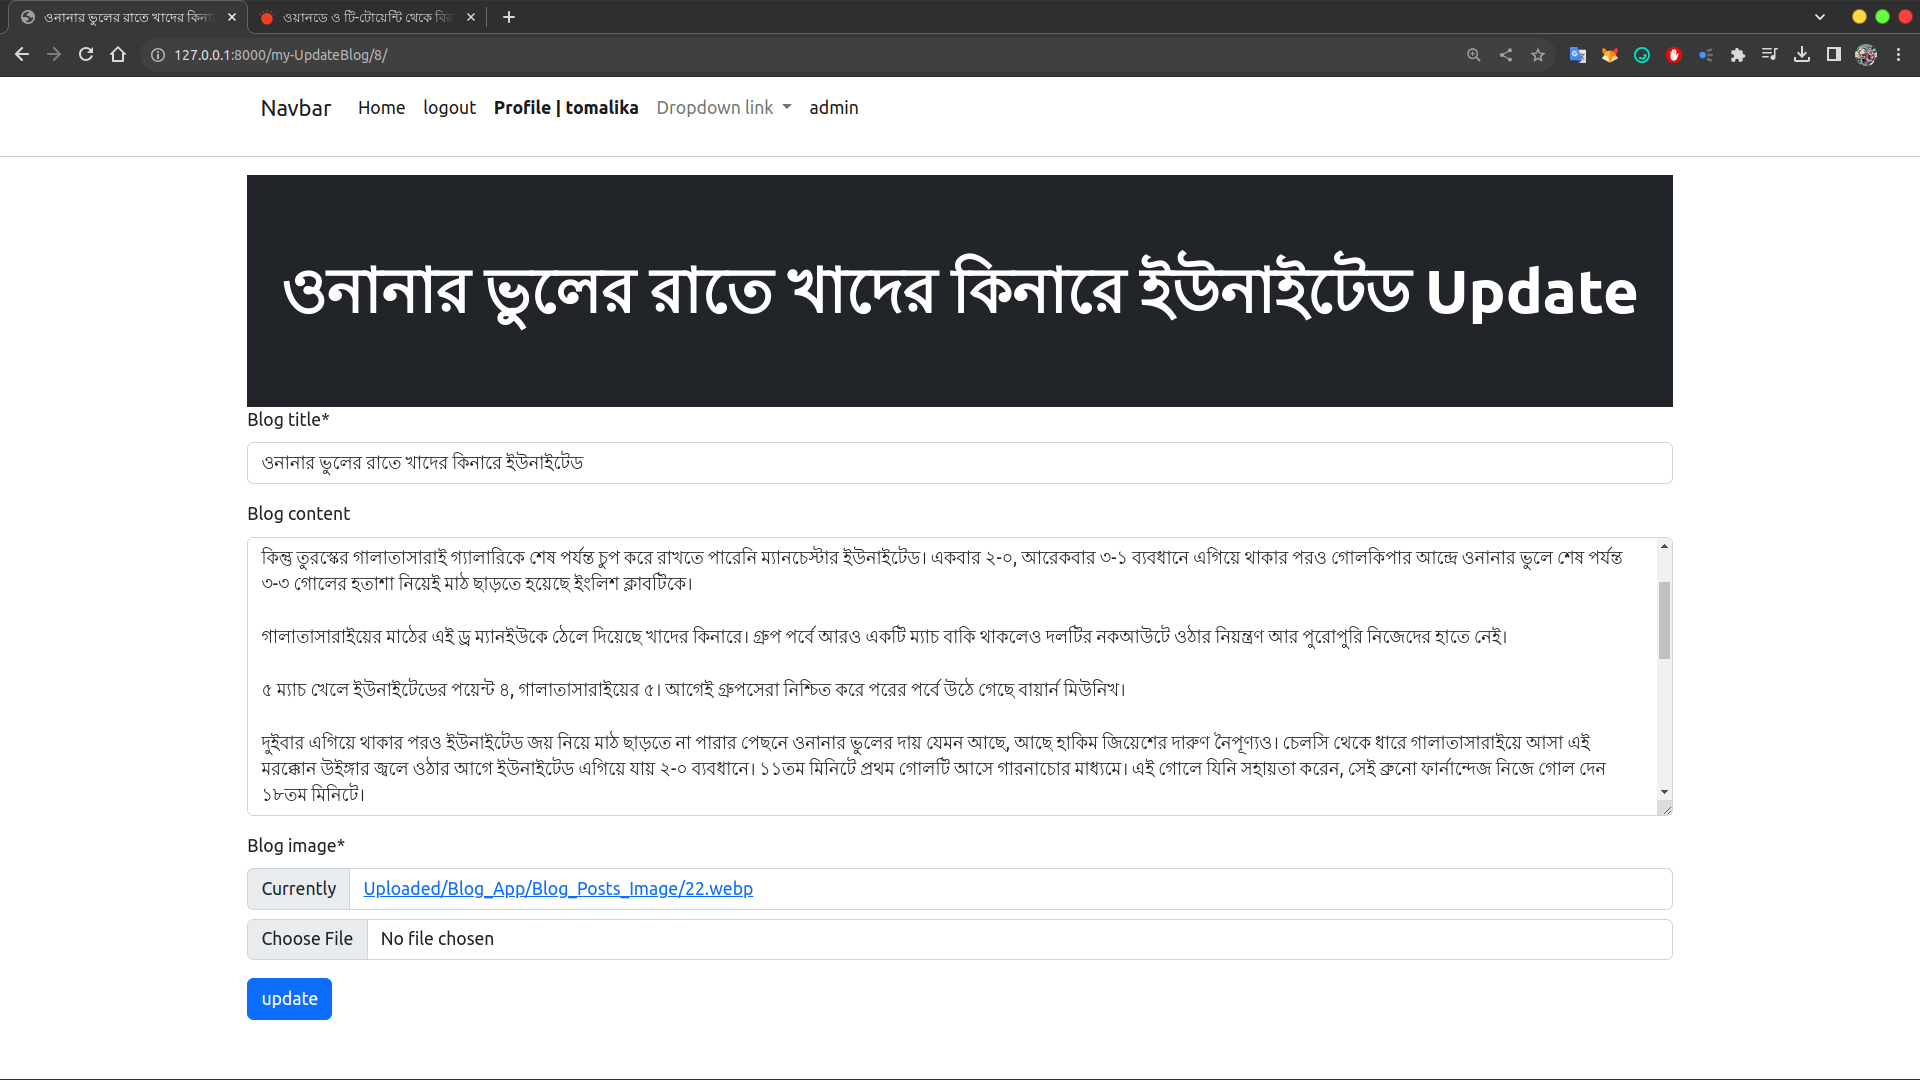 ওনানার ভুলের রাতে খাদের কিনা
ওয়ানডে ও টি-টোয়েন্টি থেকে বির
127.0.0.1:8000/my-UpdateBlog/8/
Navbar Home logout Profile | tomalika Dropdown link admin
ওনানার ভুলের রাতে খাদের কিনারে ইউনাইটেড Update
Blog title*
ওনানার ভুলের রাতে খাদের কিনারে ইউনাইটেড
Blog content
কিন্তু তুরস্কের গালাতাসারাই গ্যালারিকে শেষ পর্যন্ত চুপ করে রাখতে পারেনি ম্যানচেস্টার ইউনাইটেড। একবার ২-০, আরেকবার ৩-১ ব্যবধানে এগিয়ে থাকার পরও গোলকিপার আন্দ্রে ওনানার ভুলে শেষ পর্যন্ত
৩-৩ গোলের হতাশা নিয়েই মাঠ ছাড়তে হয়েছে ইংলিশ ক্লাবটিকে।
গালাতাসারাইয়ের মাঠের এই ড্র ম্যানইউকে ঠেলে দিয়েছে খাদের কিনারে। গ্রুপ পর্বে আরও একটি ম্যাচ বাকি থাকলেও দলটির নকআউটে ওঠার নিয়ন্ত্রণ আর পুরোপুরি নিজেদের হাতে নেই।
৫ ম্যাচ খেলে ইউনাইটেডের পয়েন্ট ৪, গালাতাসারাইয়ের ৫। আগেই গ্রুপসেরা নিশ্চিত করে পরের পর্বে উঠে গেছে বায়ার্ন মিউনিখ।
দুইবার এগিয়ে থাকার পরও ইউনাইটেড জয় নিয়ে মাঠ ছাড়তে না পারার পেছনে ওনানার ভুলের দায় যেমন আছে, আছে হাকিম জিয়েশের দারুণ নৈপূণ্যও। চেলসি থেকে ধারে গালাতাসারাইয়ে আসা এই
মরক্কোন উইঙ্গার জ্বলে ওঠার আগে ইউনাইটেড এগিয়ে যায় ২-০ ব্যবধানে। ১১তম মিনিটে প্রথম গোলটি আসে গারনাচোর মাধ্যমে। এই গোলে যিনি সহায়তা করেন, সেই ব্রুনো ফার্নান্দেজ নিজে গোল দেন
১৮তম মিনিটে।
Blog image*
Currently Uploaded/Blog_App/Blog_Posts_Image/22.webp
Choose File No file chosen
update